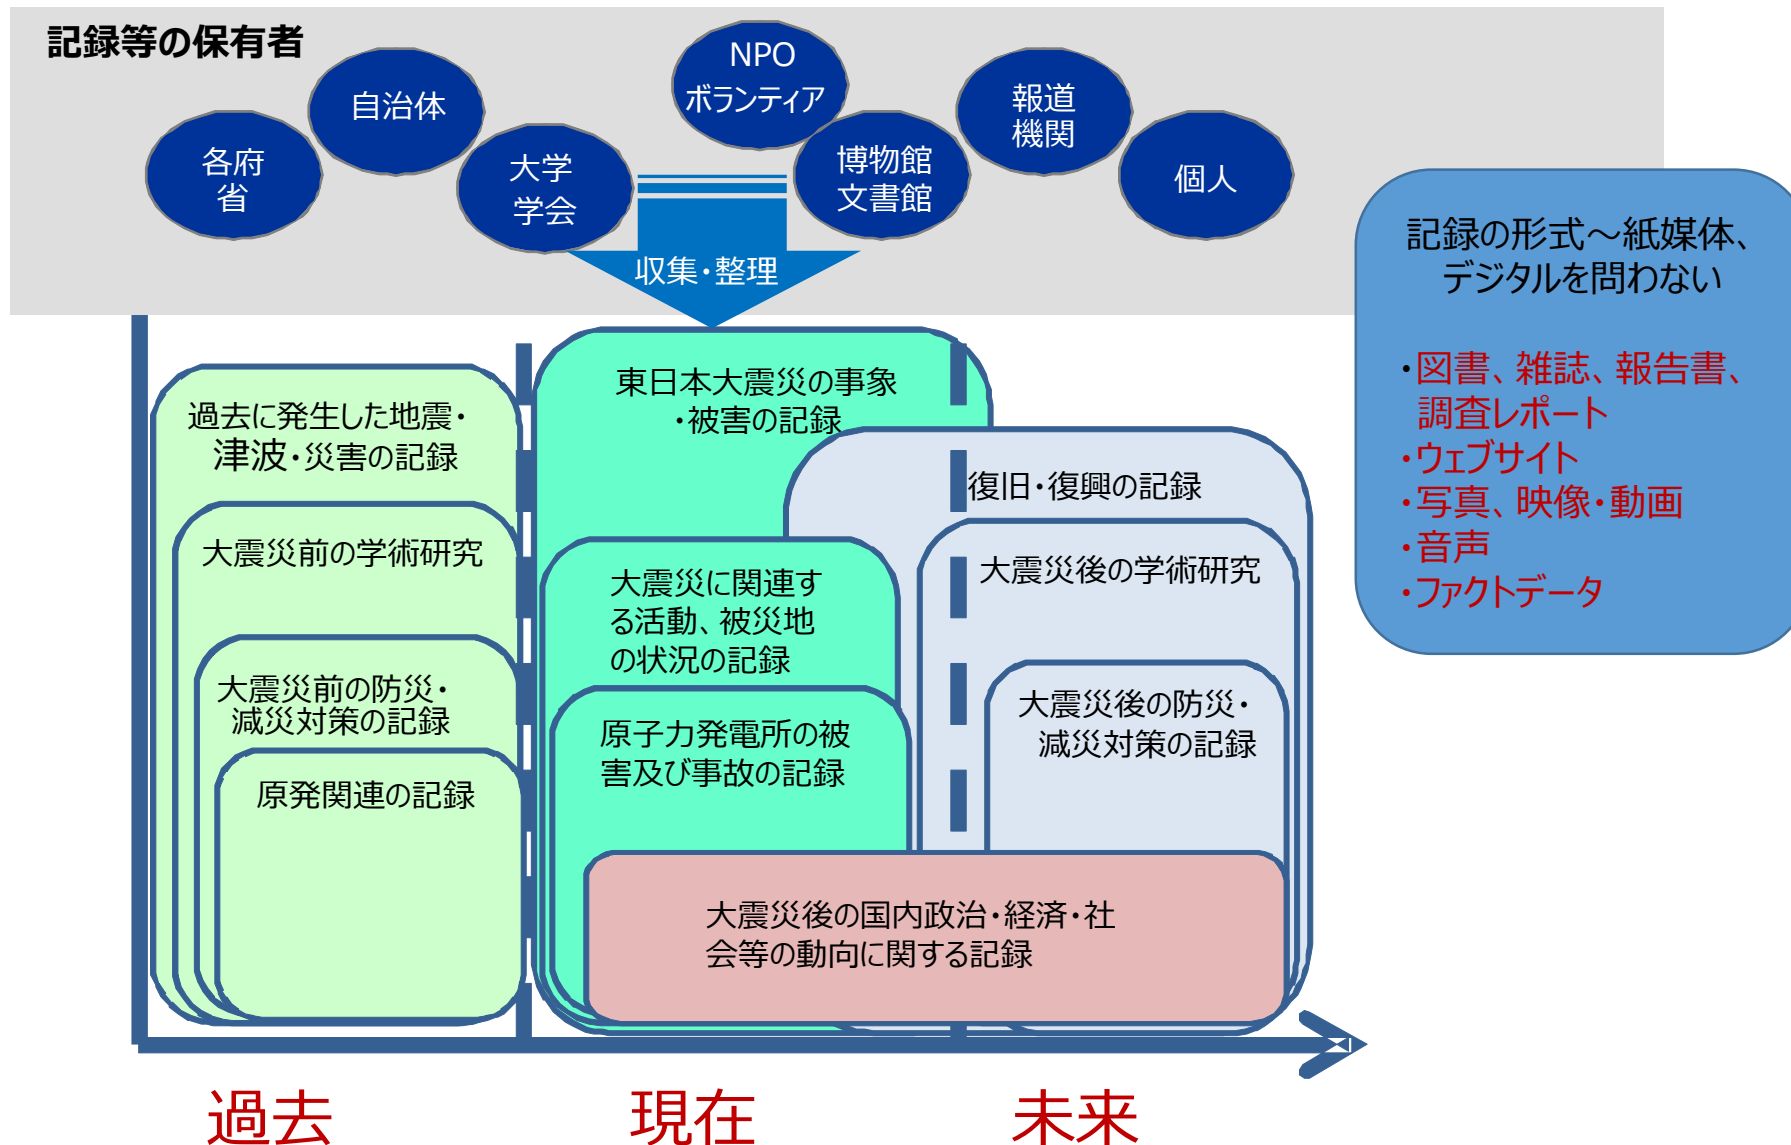 記録等の保有者
各府
省
自治体
大学
学会
NPO
ボランティア
博物館
文書館
報道
機関
個人
収集・整理
記録の形式～紙媒体、
デジタルを問わない
・図書、雑誌、報告書、
調査レポート
・ウェブサイト
・写真、映像・動画
・音声
・ファクトデータ
過去に発生した地震・
津波・災害の記録
大震災前の学術研究
大震災前の防災・
減災対策の記録
原発関連の記録
東日本大震災の事象
・被害の記録
大震災に関連す
る活動、被災地
の状況の記録
原子力発電所の被
害及び事故の記録
復旧・復興の記録
大震災後の学術研究
大震災後の防災・
減災対策の記録
大震災後の国内政治・経済・社
会等の動向に関する記録
過去
現在
未来